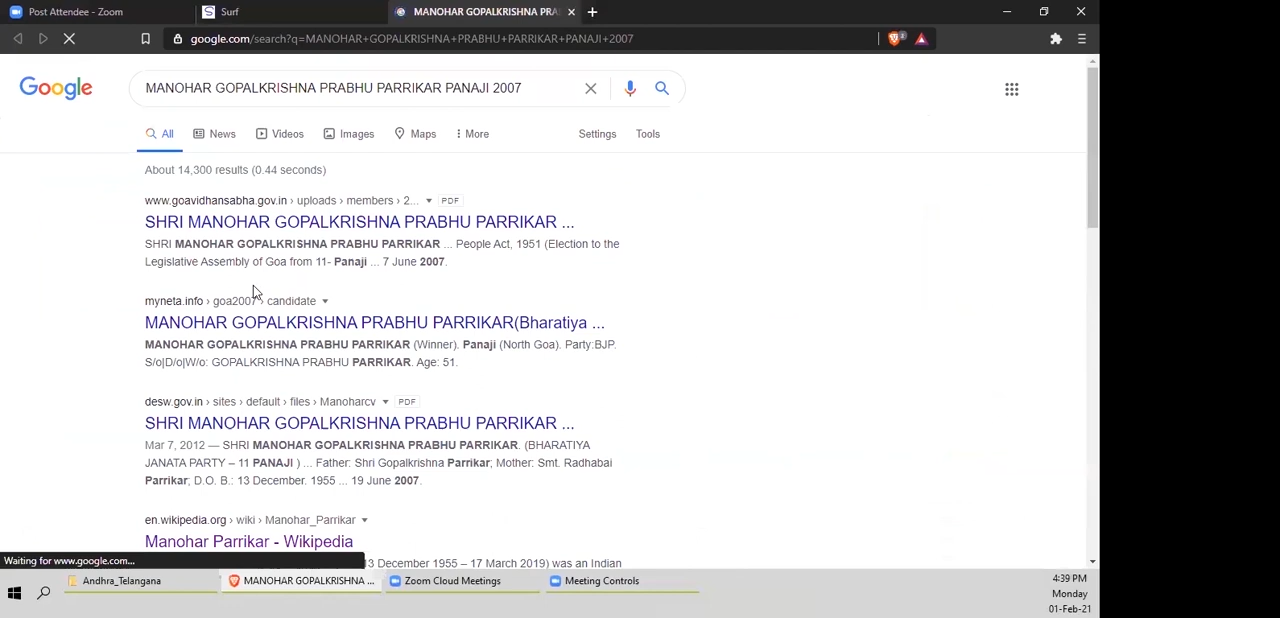 Post Attendee - Zoom
S Surf
MANOHAR GOPALKRISHNA PRA
google.com/search?q=MANOHAR+GOPALKRISHNA+PRABHU+PARRIKAR+PANAJI+2007
Google
MANOHAR GOPALKRISHNA PRABHU PARRIKAR PANAJI 2007
All News Videos Images Maps More Settings Tools
About 14,300 results (0.44 seconds)
www.goavidhansabha.gov.in › uploads › members › 2... PDF
SHRI MANOHAR GOPALKRISHNA PRABHU PARRIKAR ...
SHRI MANOHAR GOPALKRISHNA PRABHU PARRIKAR ... People Act, 1951 (Election to the
Legislative Assembly of Goa from 11- Panaji ... 7 June 2007.
myneta.info › goa2007 › candidate
MANOHAR GOPALKRISHNA PRABHU PARRIKAR(Bharatiya ...
MANOHAR GOPALKRISHNA PRABHU PARRIKAR (Winner). Panaji (North Goa). Party:BJP.
S/o|D/o|W/o: GOPALKRISHNA PRABHU PARRIKAR. Age: 51.
desw.gov.in › sites › default › files › Manoharcv PDF
SHRI MANOHAR GOPALKRISHNA PRABHU PARRIKAR ...
Mar 7, 2012 — SHRI MANOHAR GOPALKRISHNA PRABHU PARRIKAR. (BHARATIYA
JANATA PARTY – 11 PANAJI ) ... Father: Shri Gopalkrishna Parrikar; Mother: Smt. Radhabai
Parrikar; D.O. B.: 13 December. 1955 ... 19 June 2007.
en.wikipedia.org › wiki › Manohar_Parrikar
Manohar Parrikar - Wikipedia
13 December 1955 – 17 March 2019) was an Indian
Waiting for www.google.com...
Andhra_Telangana
MANOHAR GOPALKRISHNA ...
Zoom Cloud Meetings
Meeting Controls
4:39 PM
Monday
01-Feb-21